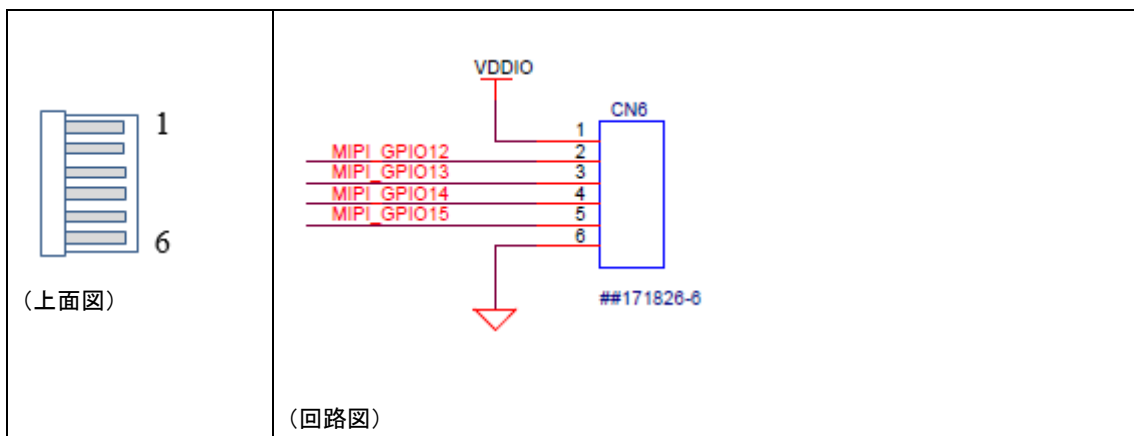 1
6
(上面図)
VDDIO
CN6
1
MIPI_GPIO12 2
MIPI_GPIO13 3
MIPI_GPIO14 4
MIPI_GPIO15 5
6
##171826-6
(回路図)